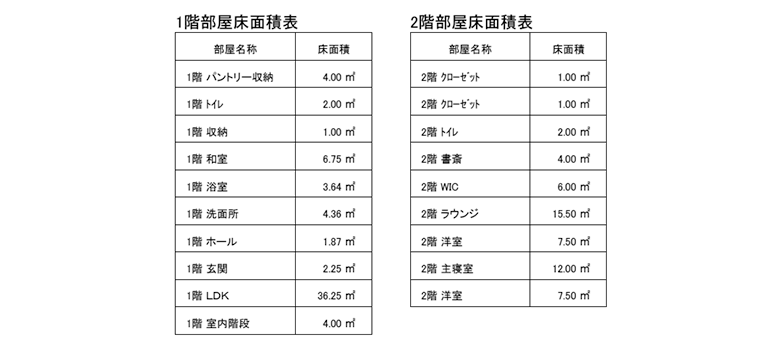 1階部屋床面積表
部屋名称 床面積
1階 パントリー収納 4.00 ㎡
1階 ﾄｲﾚ 2.00 ㎡
1階 収納 1.00 ㎡
1階 和室 6.75 ㎡
1階 浴室 3.64 ㎡
1階 洗面所 4.36 ㎡
1階 ホール 1.87 ㎡
1階 玄関 2.25 ㎡
1階 ＬＤＫ 36.25 ㎡
1階 室内階段 4.00 ㎡
2階部屋床面積表
部屋名称 床面積
2階 ｸﾛｰｾﾞｯﾄ 1.00 ㎡
2階 ｸﾛｰｾﾞｯﾄ 1.00 ㎡
2階 ﾄｲﾚ 2.00 ㎡
2階 書斎 4.00 ㎡
2階 WIC 6.00 ㎡
2階 ラウンジ 15.50 ㎡
2階 洋室 7.50 ㎡
2階 主寝室 12.00 ㎡
2階 洋室 7.50 ㎡